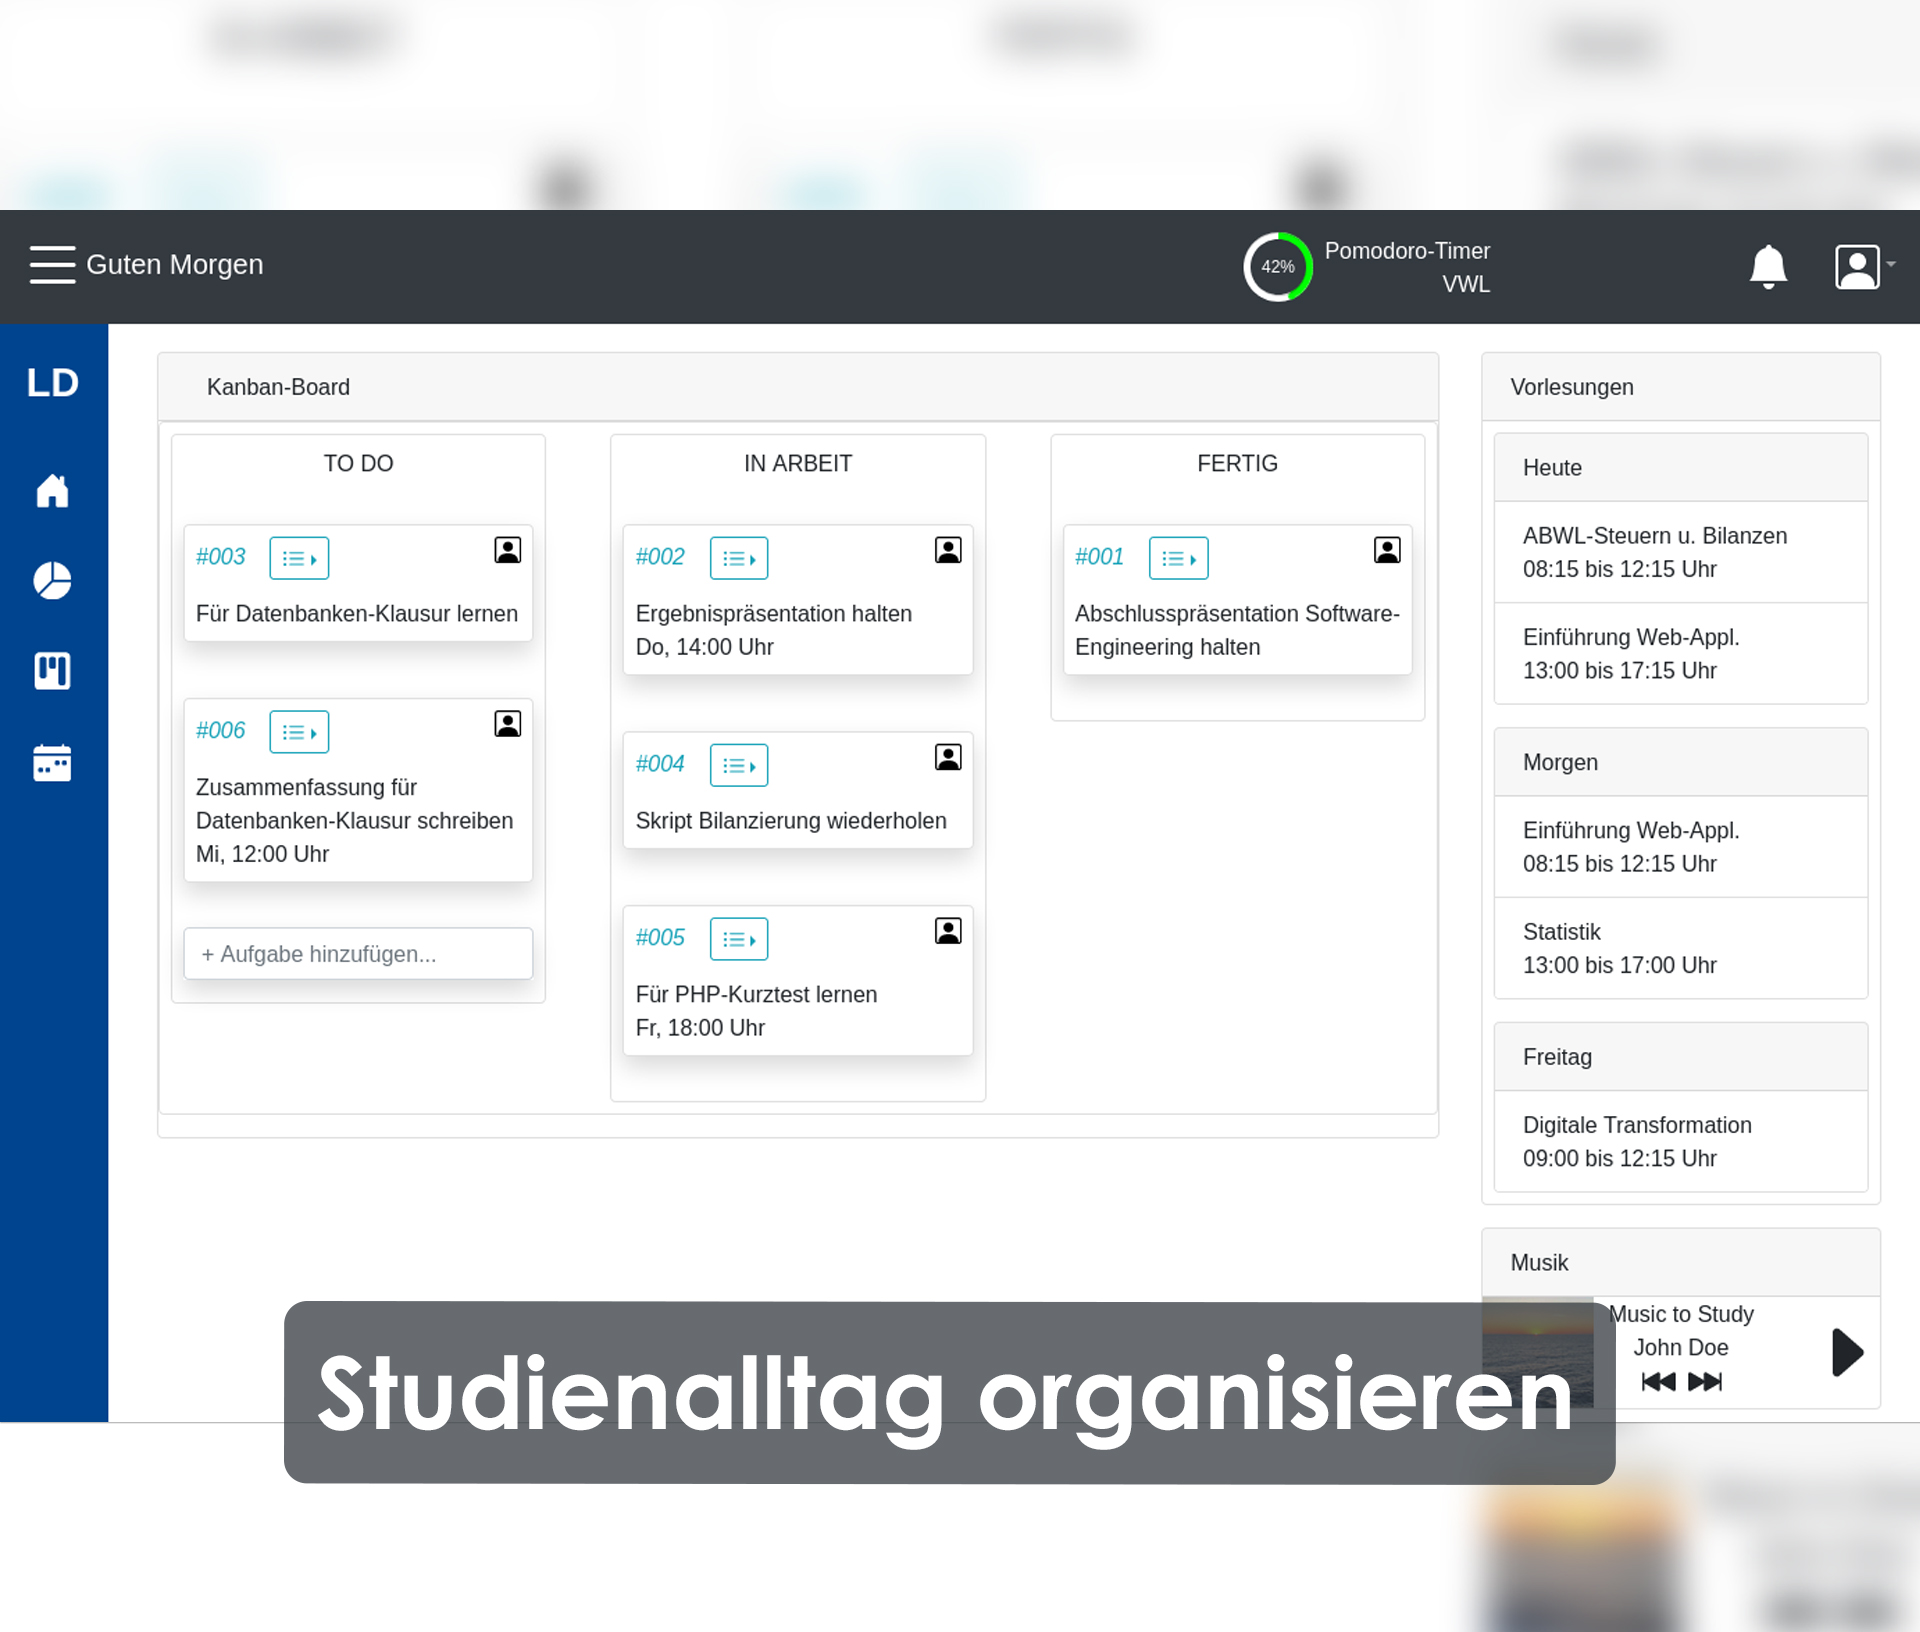 Guten Morgen
42%
Pomodoro-Timer
VWL
LD
Kanban-Board
TO DO
#003
Für Datenbanken-Klausur lernen
#006
Zusammenfassung für
Datenbanken-Klausur schreiben
Mi, 12:00 Uhr
+ Aufgabe hinzufügen...
IN ARBEIT
#002
Ergebnispräsentation halten
Do, 14:00 Uhr
#004
Skript Bilanzierung wiederholen
#005
Für PHP-Kurztest lernen
Fr, 18:00 Uhr
FERTIG
#001
Abschlusspräsentation Software-
Engineering halten
Vorlesungen
Heute
ABWL-Steuern u. Bilanzen
08:15 bis 12:15 Uhr
Einführung Web-Appl.
13:00 bis 17:15 Uhr
Morgen
Einführung Web-Appl.
08:15 bis 12:15 Uhr
Statistik
13:00 bis 17:00 Uhr
Freitag
Digitale Transformation
09:00 bis 12:15 Uhr
Musik
Music to Study
John Doe
Studienalltag organisieren